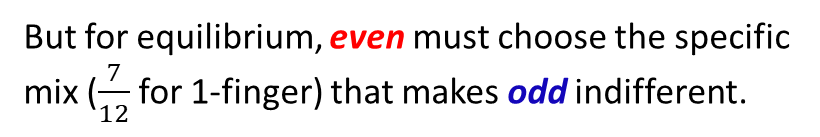 But for equilibrium, even must choose the specific
mix (7/12 for 1-finger) that makes odd indifferent.